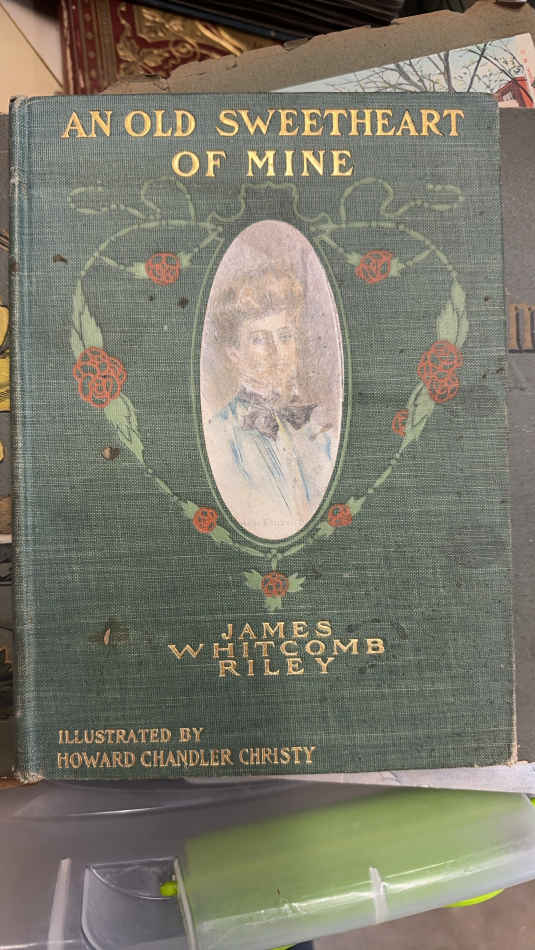 AN OLD SWEETHEART
OF MINE
JAMES
WHITCOMB
RILEY
ILLUSTRATED BY
HOWARD CHANDLER CHRISTY